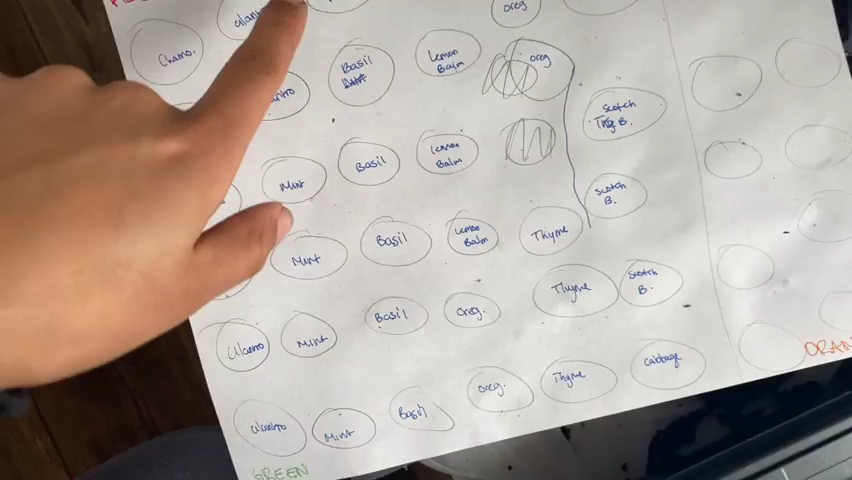 Chamo.
cilantro
oreg
Basil
Lemon
Balm
oreg
Scotch
B.
Mint
Basil
Lemon
Balm
Scotch
B.
Mint
Basil
Lemon
Balm
Thyme
Basil
Oreg.
Thyme
Scotch
B.
Cilantro
Mint
cilantro
Mint
Basil
oreg.
Thyme
Cabbage
GREEN